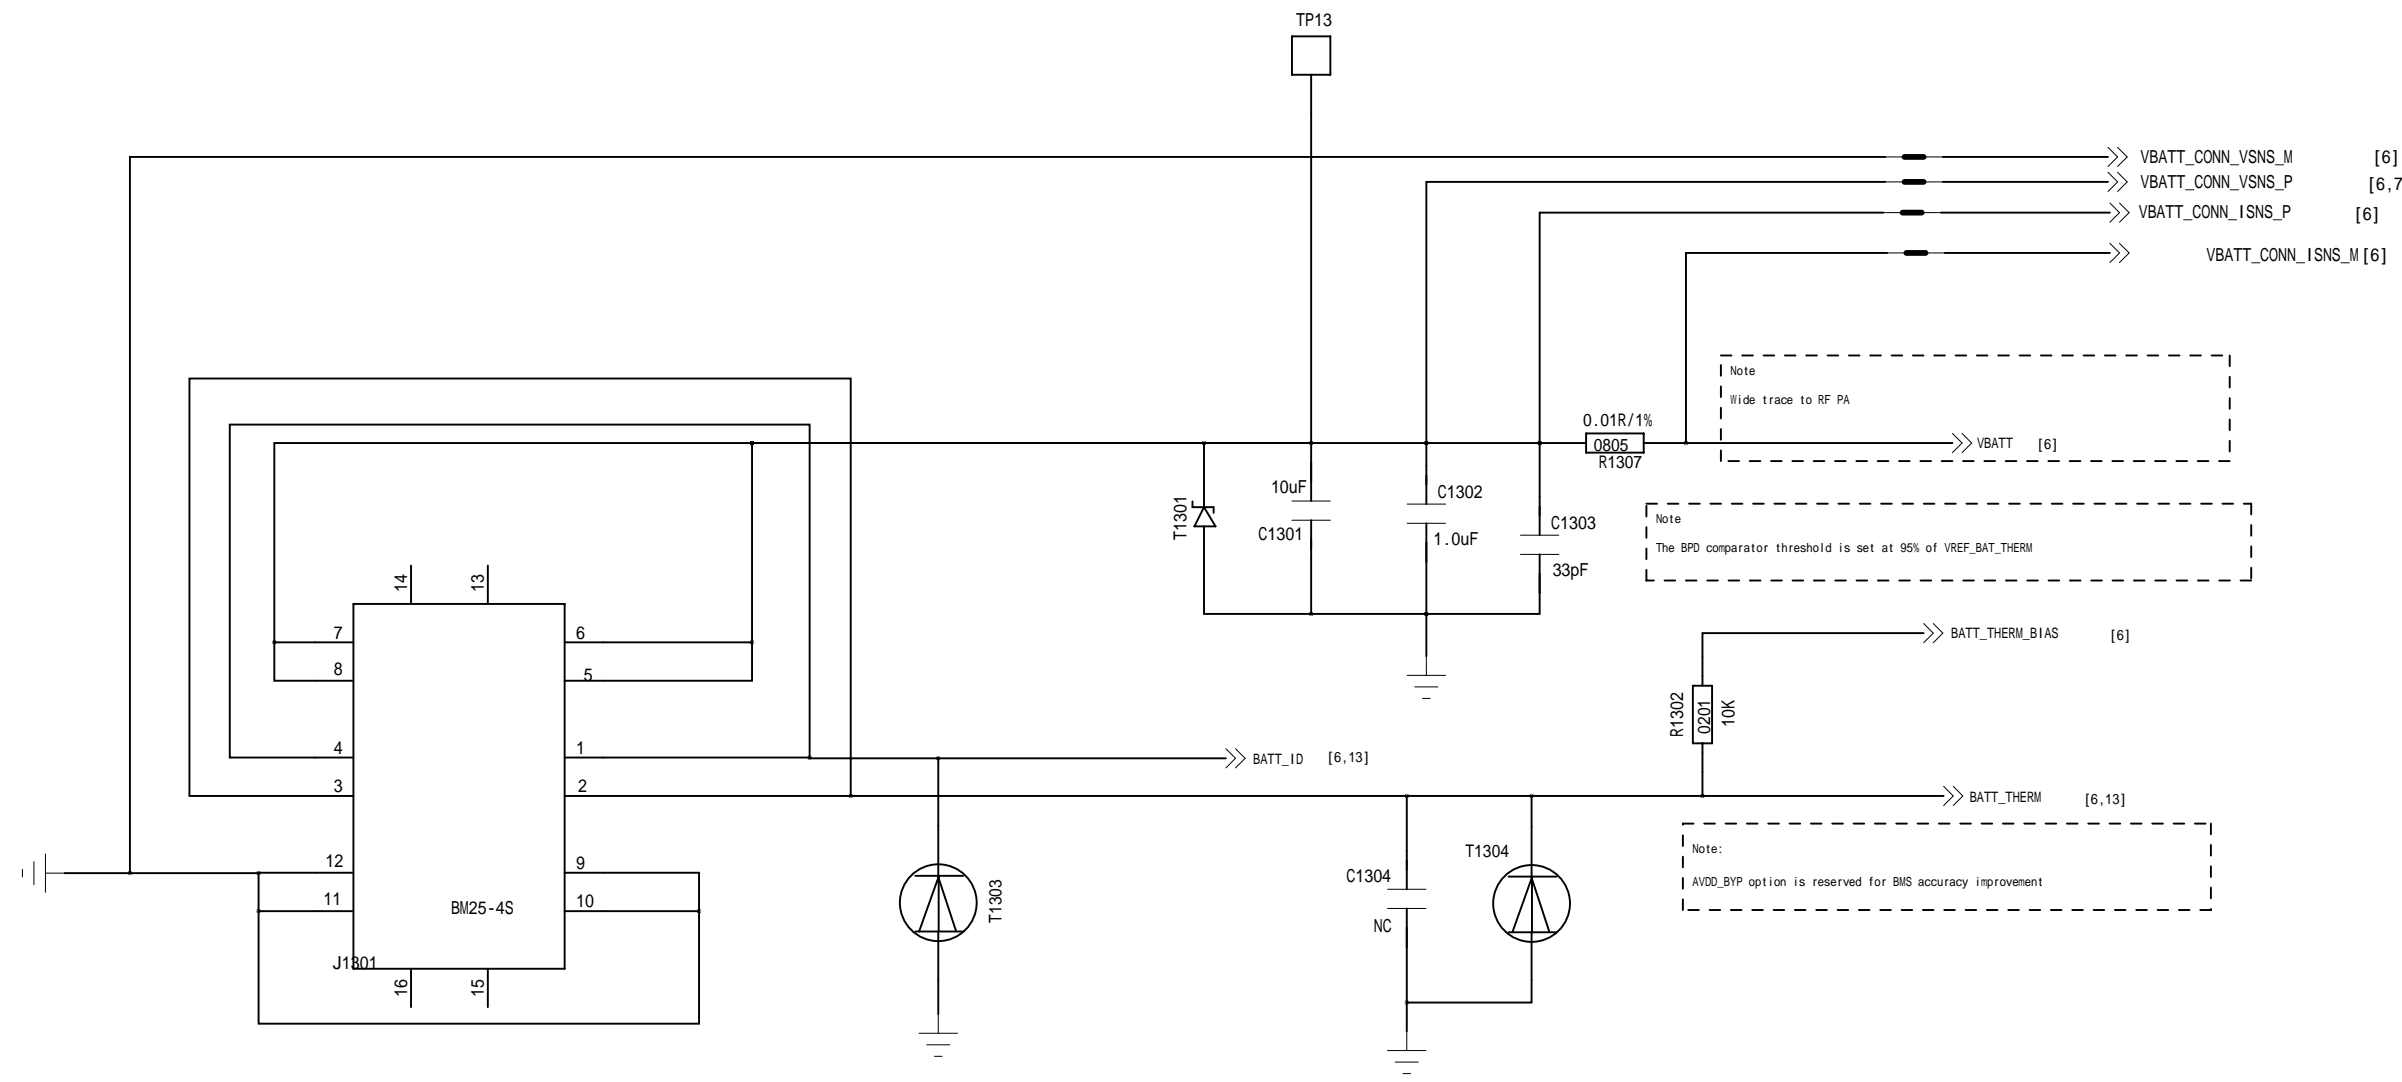 TP13
VBATT_CONN_VSNS_M [6]
VBATT_CONN_VSNS_P [6,7
VBATT_CONN_ISNS_P [6]
VBATT_CONN_ISNS_M [6]
Note
Wide trace to RF PA
0.01R/1%
0805
R1307
VBATT [6]
T1301
10uF
C1301
C1302
1.0uF
C1303
33pF
Note
The BPD comparator threshold is set at 95% of VREF_BAT_THERM
14
13
7
6
8
5
BATT_THERM_BIAS [6]
R1302
0201
10K
4
1
BATT_ID [6,13]
3
2
BATT_THERM [6,13]
12
9
11
10
BM25-4S
J1301
16
15
T1303
C1304
NC
T1304
Note:
AVDD_BYP option is reserved for BMS accuracy improvement